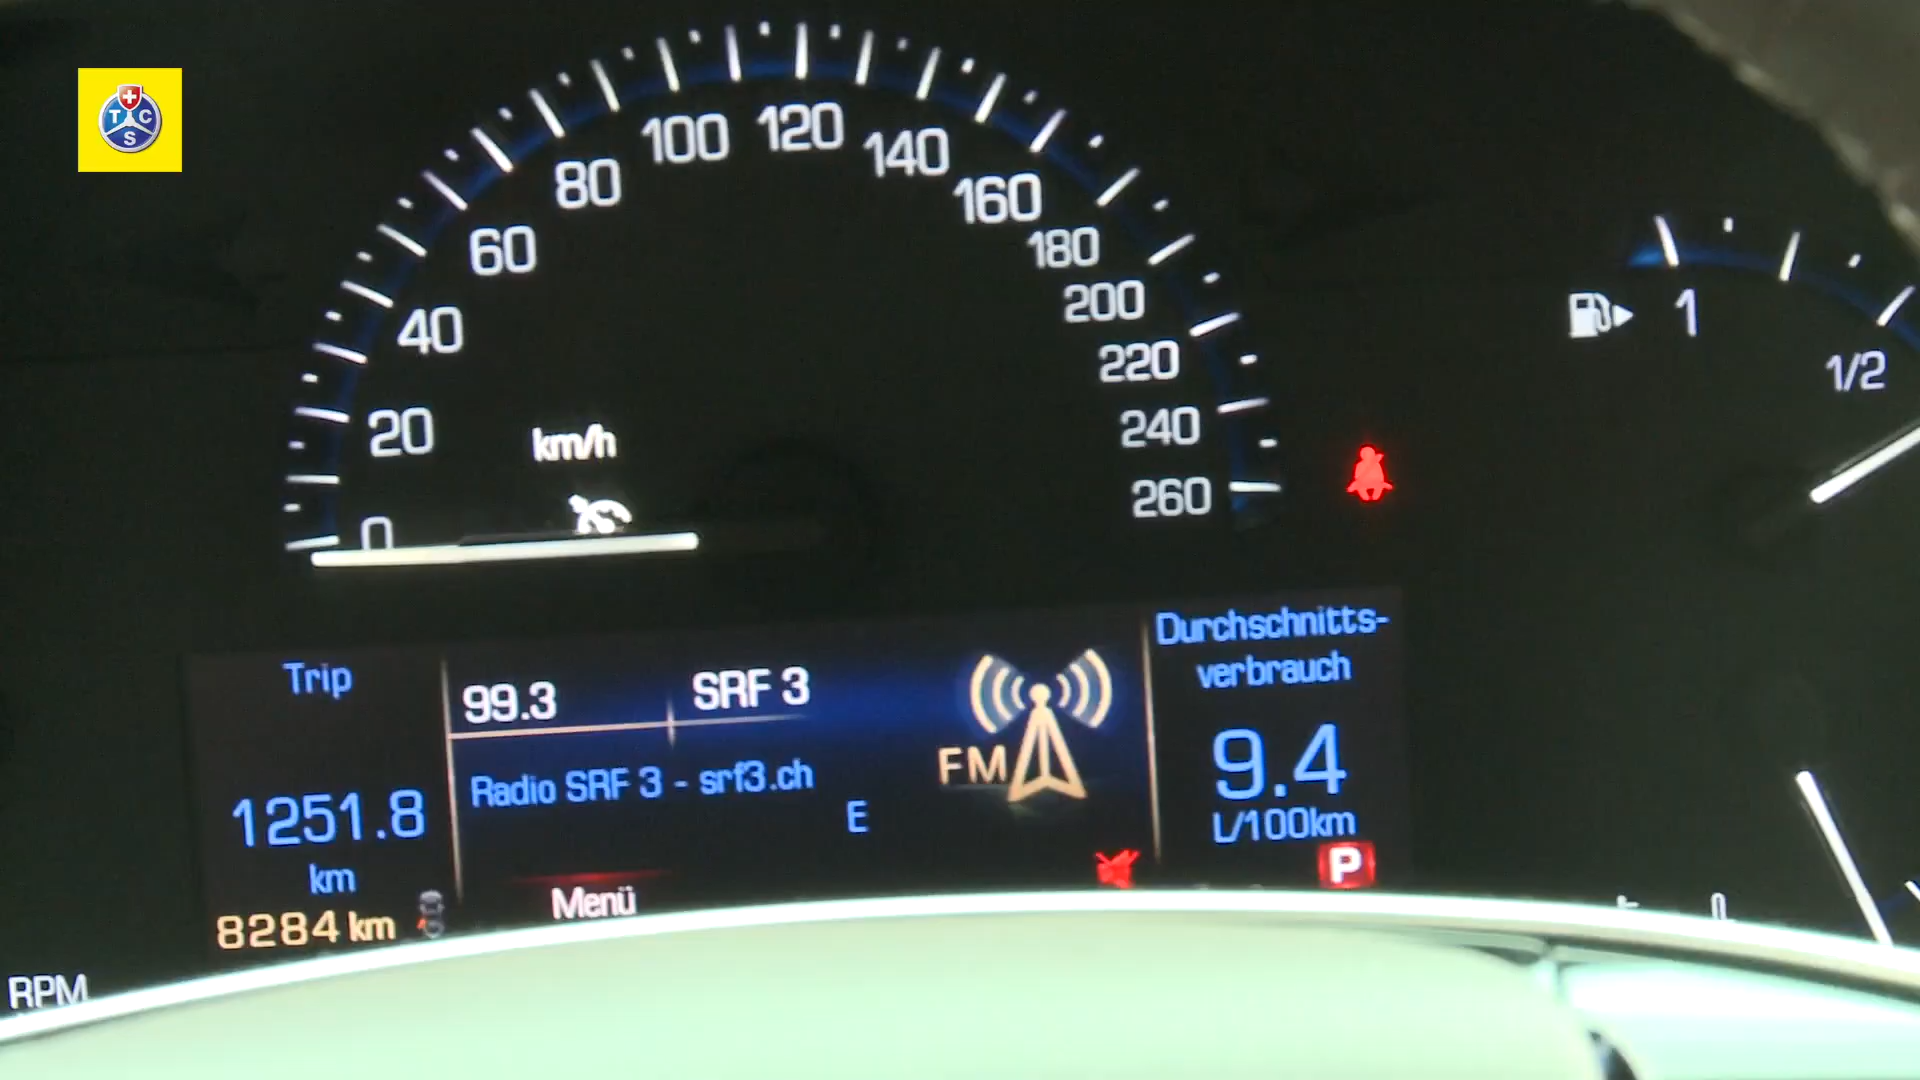 TCS
0
20
40
60
80
100
120
140
160
180
200
220
240
260
km/h
1
1/2
Trip
1251.8
km
8284 km
99.3
SRF 3
Radio SRF 3 - srf3.ch
E
FM
Menü
Durchschnitts-
verbrauch
9.4
L/100km
P
RPM